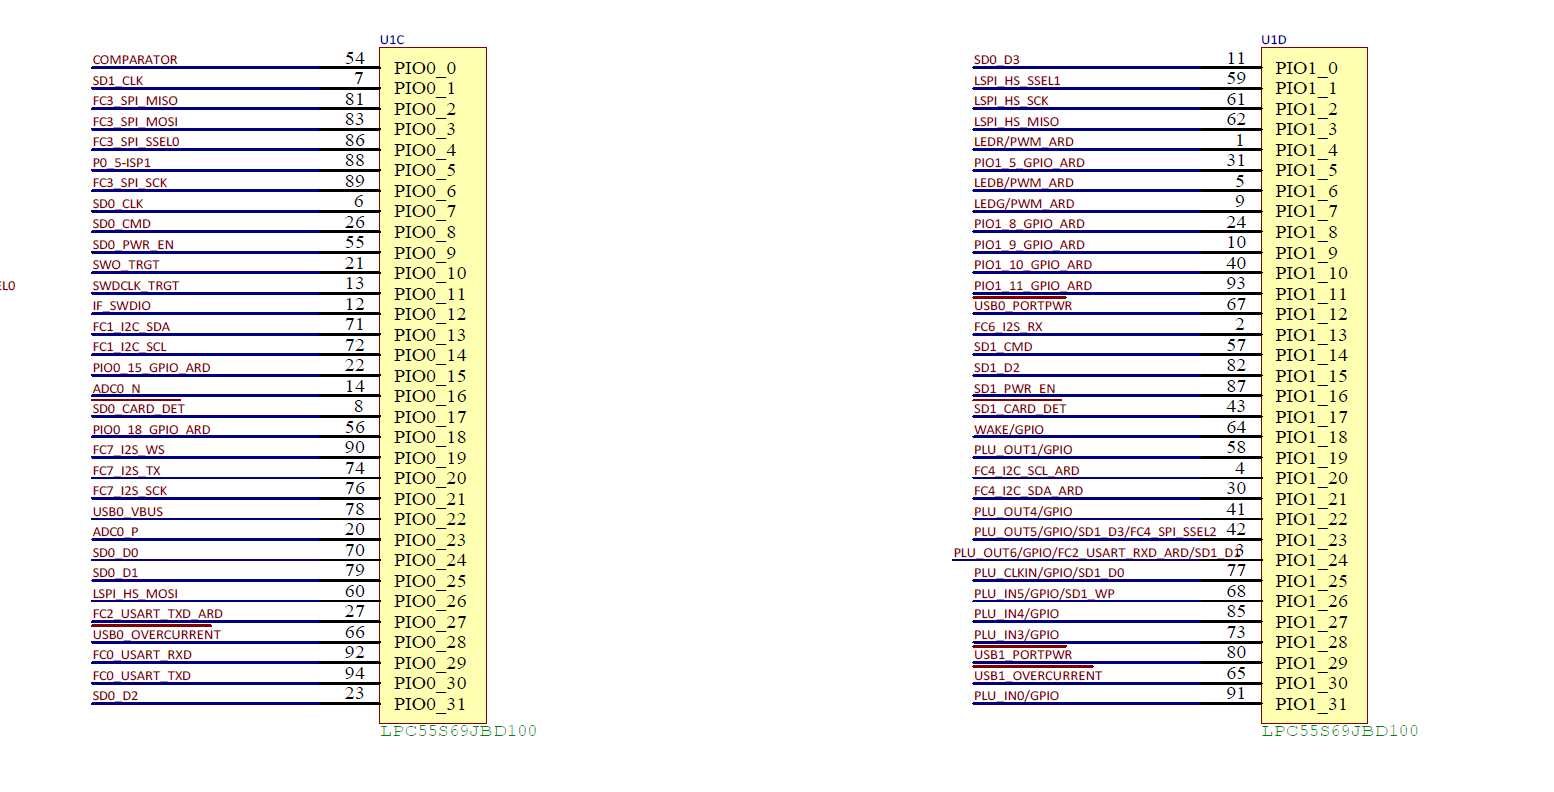 U1C
COMPARATOR 54 PIO0_0
SD1_CLK 7 PIO0_1
FC3_SPI_MISO 81 PIO0_2
FC3_SPI_MOSI 83 PIO0_3
FC3_SPI_SSEL0 86 PIO0_4
P0_5-ISP1 88 PIO0_5
FC3_SPI_SCK 89 PIO0_6
SD0_CLK 6 PIO0_7
SD0_CMD 26 PIO0_8
SD0_PWR_EN 55 PIO0_9
SWO_TRGT 21 PIO0_10
SWDCLK_TRGT 13 PIO0_11
IF_SWDIO 12 PIO0_12
FC1_I2C_SDA 71 PIO0_13
FC1_I2C_SCL 72 PIO0_14
PIO0_15_GPIO_ARD 22 PIO0_15
ADC0_N 14 PIO0_16
SD0_CARD_DET 8 PIO0_17
PIO0_18_GPIO_ARD 56 PIO0_18
FC7_I2S_WS 90 PIO0_19
FC7_I2S_TX 74 PIO0_20
FC7_I2S_SCK 76 PIO0_21
USB0_VBUS 78 PIO0_22
ADC0_P 20 PIO0_23
SD0_D0 70 PIO0_24
SD0_D1 79 PIO0_25
LSPI_HS_MOSI 60 PIO0_26
FC2_USART_TXD_ARD 27 PIO0_27
USB0_OVERCURRENT 66 PIO0_28
FC0_USART_RXD 92 PIO0_29
FC0_USART_TXD 94 PIO0_30
SD0_D2 23 PIO0_31
LPC55S69JBD100
EL0
U1D
SD0_D3 11 PIO1_0
LSPI_HS_SSEL1 59 PIO1_1
LSPI_HS_SCK 61 PIO1_2
LSPI_HS_MISO 62 PIO1_3
LEDR/PWM_ARD 1 PIO1_4
PIO1_5_GPIO_ARD 31 PIO1_5
LEDB/PWM_ARD 5 PIO1_6
LEDG/PWM_ARD 9 PIO1_7
PIO1_8_GPIO_ARD 24 PIO1_8
PIO1_9_GPIO_ARD 10 PIO1_9
PIO1_10_GPIO_ARD 40 PIO1_10
PIO1_11_GPIO_ARD 93 PIO1_11
USB0_PORTPWR 67 PIO1_12
FC6_I2S_RX 2 PIO1_13
SD1_CMD 57 PIO1_14
SD1_D2 82 PIO1_15
SD1_PWR_EN 87 PIO1_16
SD1_CARD_DET 43 PIO1_17
WAKE/GPIO 64 PIO1_18
PLU_OUT1/GPIO 58 PIO1_19
FC4_I2C_SCL_ARD 4 PIO1_20
FC4_I2C_SDA_ARD 30 PIO1_21
PLU_OUT4/GPIO 41 PIO1_22
PLU_OUT5/GPIO/SD1_D3/FC4_SPI_SSEL2 42 PIO1_23
PLU_OUT6/GPIO/FC2_USART_RXD_ARD/SD1_D1 3 PIO1_24
PLU_CLKIN/GPIO/SD1_D0 77 PIO1_25
PLU_IN5/GPIO/SD1_WP 68 PIO1_26
PLU_IN4/GPIO 85 PIO1_27
PLU_IN3/GPIO 73 PIO1_28
USB1_PORTPWR 80 PIO1_29
USB1_OVERCURRENT 65 PIO1_30
PLU_IN0/GPIO 91 PIO1_31
LPC55S69JBD100